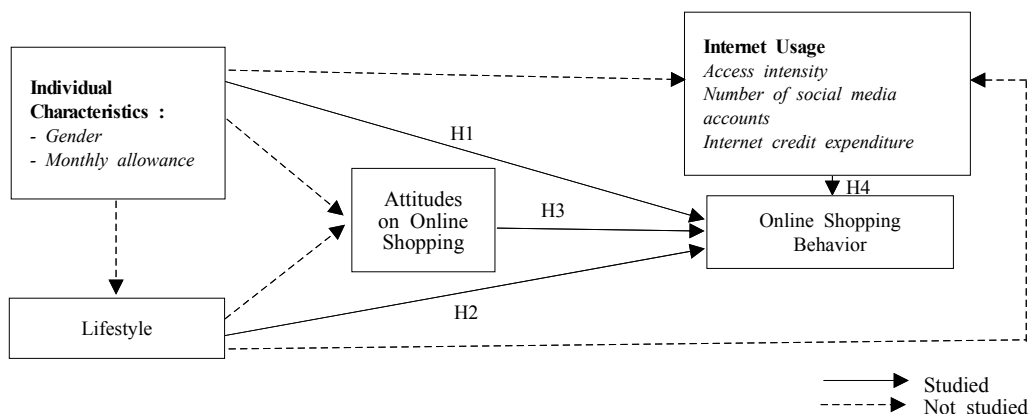 Individual
Characteristics :
- Gender
- Monthly allowance
Internet Usage
Access intensity
Number of social media
accounts
Internet credit expenditure
H1
H4
Attitudes
on Online
Shopping
H3
Online Shopping
Behavior
H2
Lifestyle
Studied
Not studied